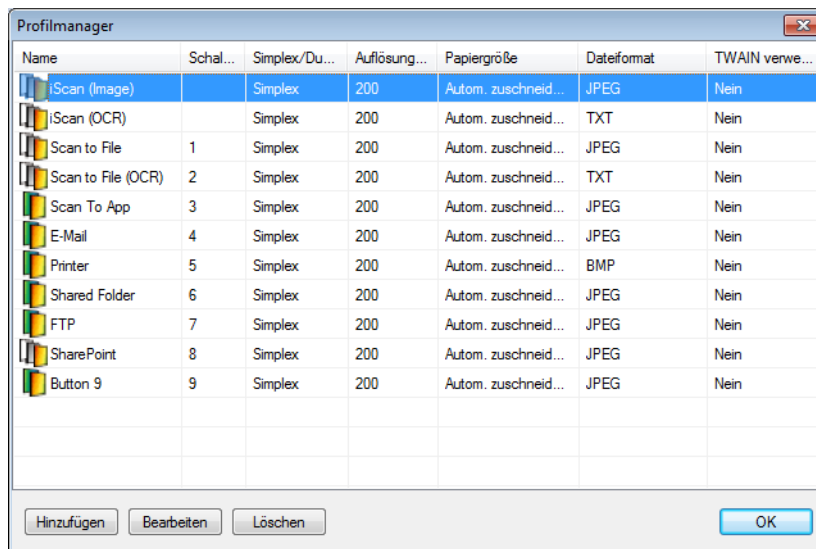 Profilmanager
Name Schal... Simplex/Du... Auflösung... Papiergröße Dateiformat TWAIN verwe...
iScan (Image) Simplex 200 Autom. zuschneid... JPEG Nein
iScan (OCR) Simplex 200 Autom. zuschneid... TXT Nein
Scan to File 1 Simplex 200 Autom. zuschneid... JPEG Nein
Scan to File (OCR) 2 Simplex 200 Autom. zuschneid... TXT Nein
Scan To App 3 Simplex 200 Autom. zuschneid... JPEG Nein
E-Mail 4 Simplex 200 Autom. zuschneid... JPEG Nein
Printer 5 Simplex 200 Autom. zuschneid... BMP Nein
Shared Folder 6 Simplex 200 Autom. zuschneid... JPEG Nein
FTP 7 Simplex 200 Autom. zuschneid... JPEG Nein
SharePoint 8 Simplex 200 Autom. zuschneid... JPEG Nein
Button 9 9 Simplex 200 Autom. zuschneid... JPEG Nein
Hinzufügen Bearbeiten Löschen OK